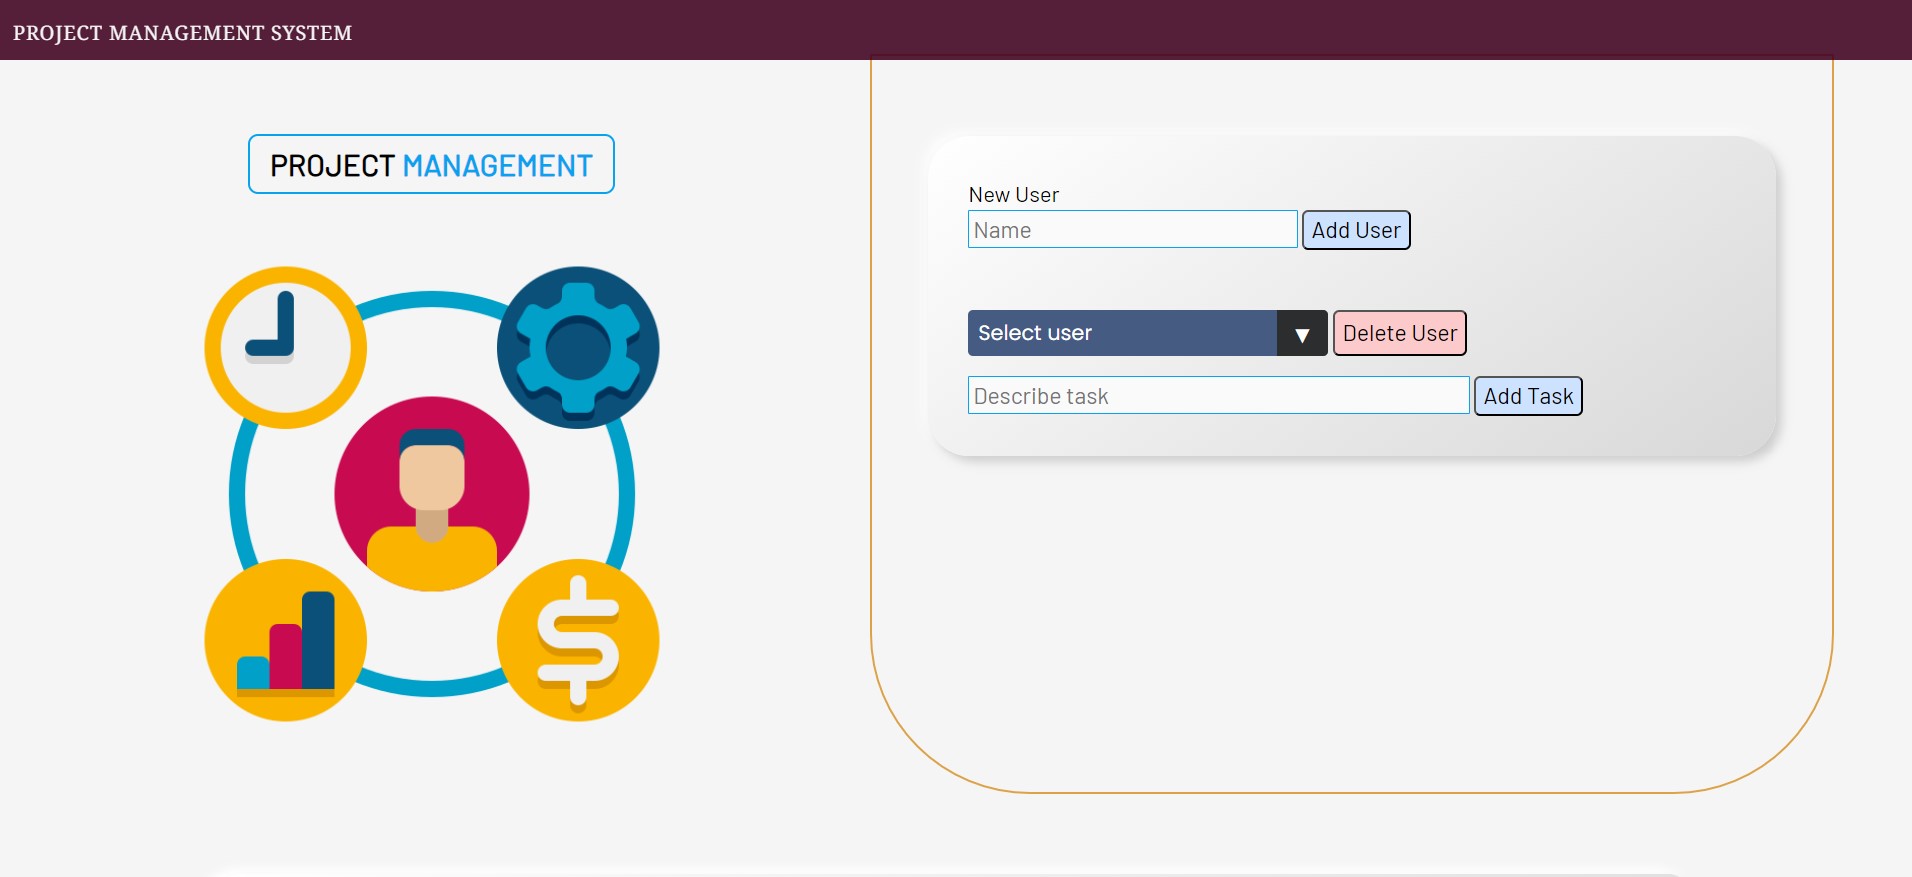 PROJECT MANAGEMENT SYSTEM
PROJECT MANAGEMENT
New User
Name Add User
Select user ▼ Delete User
Describe task Add Task